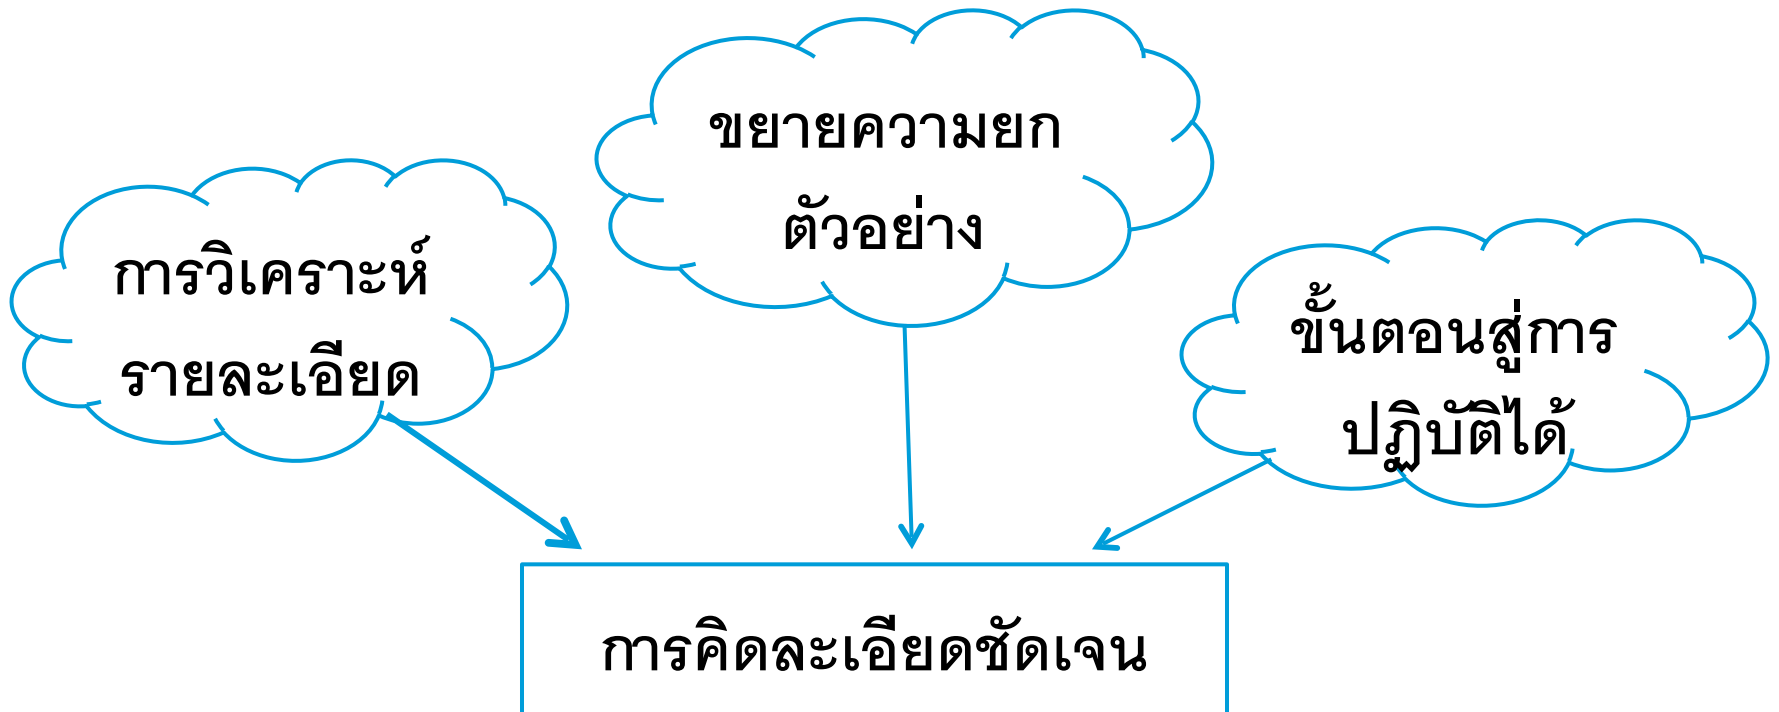 ขยายความยก
ตัวอย่าง
การวิเคราะห์
รายละเอียด
ขั้นตอนสู่การ
ปฏิบัติได้
การคิดละเอียดชัดเจน